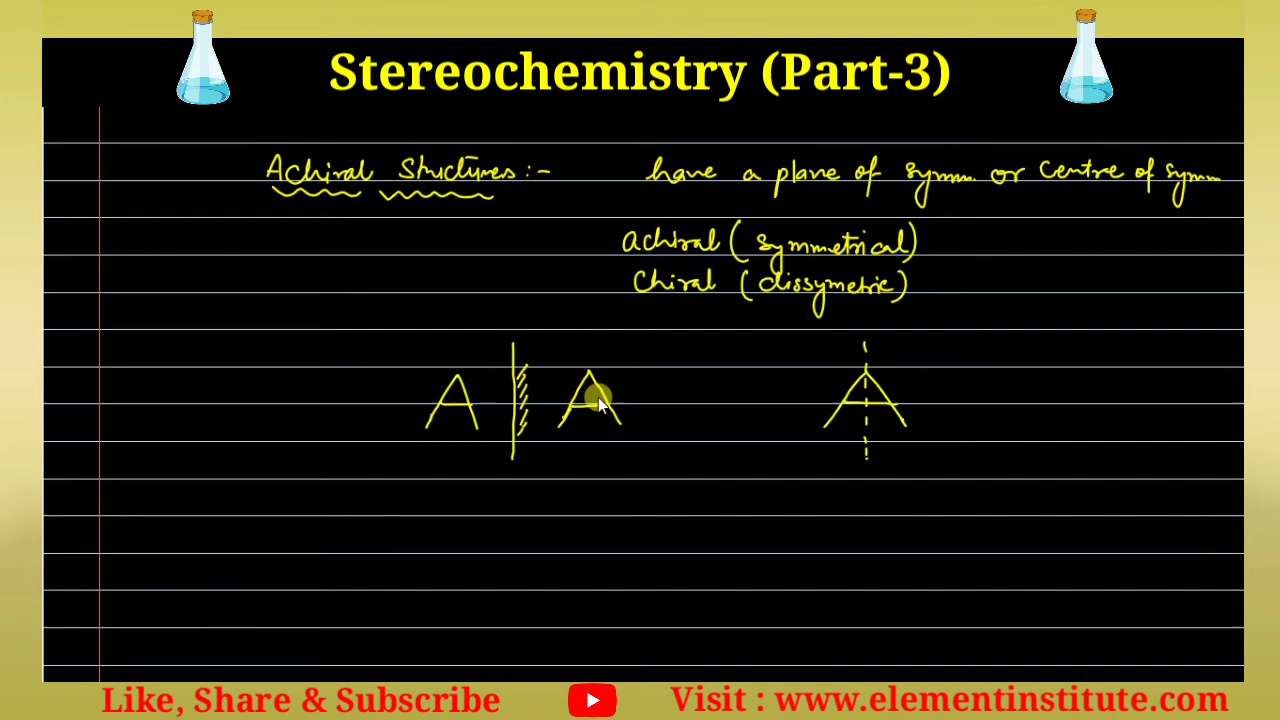 Stereochemistry (Part-3)
Achiral Structures :- have a plane of symm. or centre of symm
achiral ( symmetrical)
Chiral (dissymetric)
A A A
Like, Share & Subscribe Visit : www.elementinstitute.com